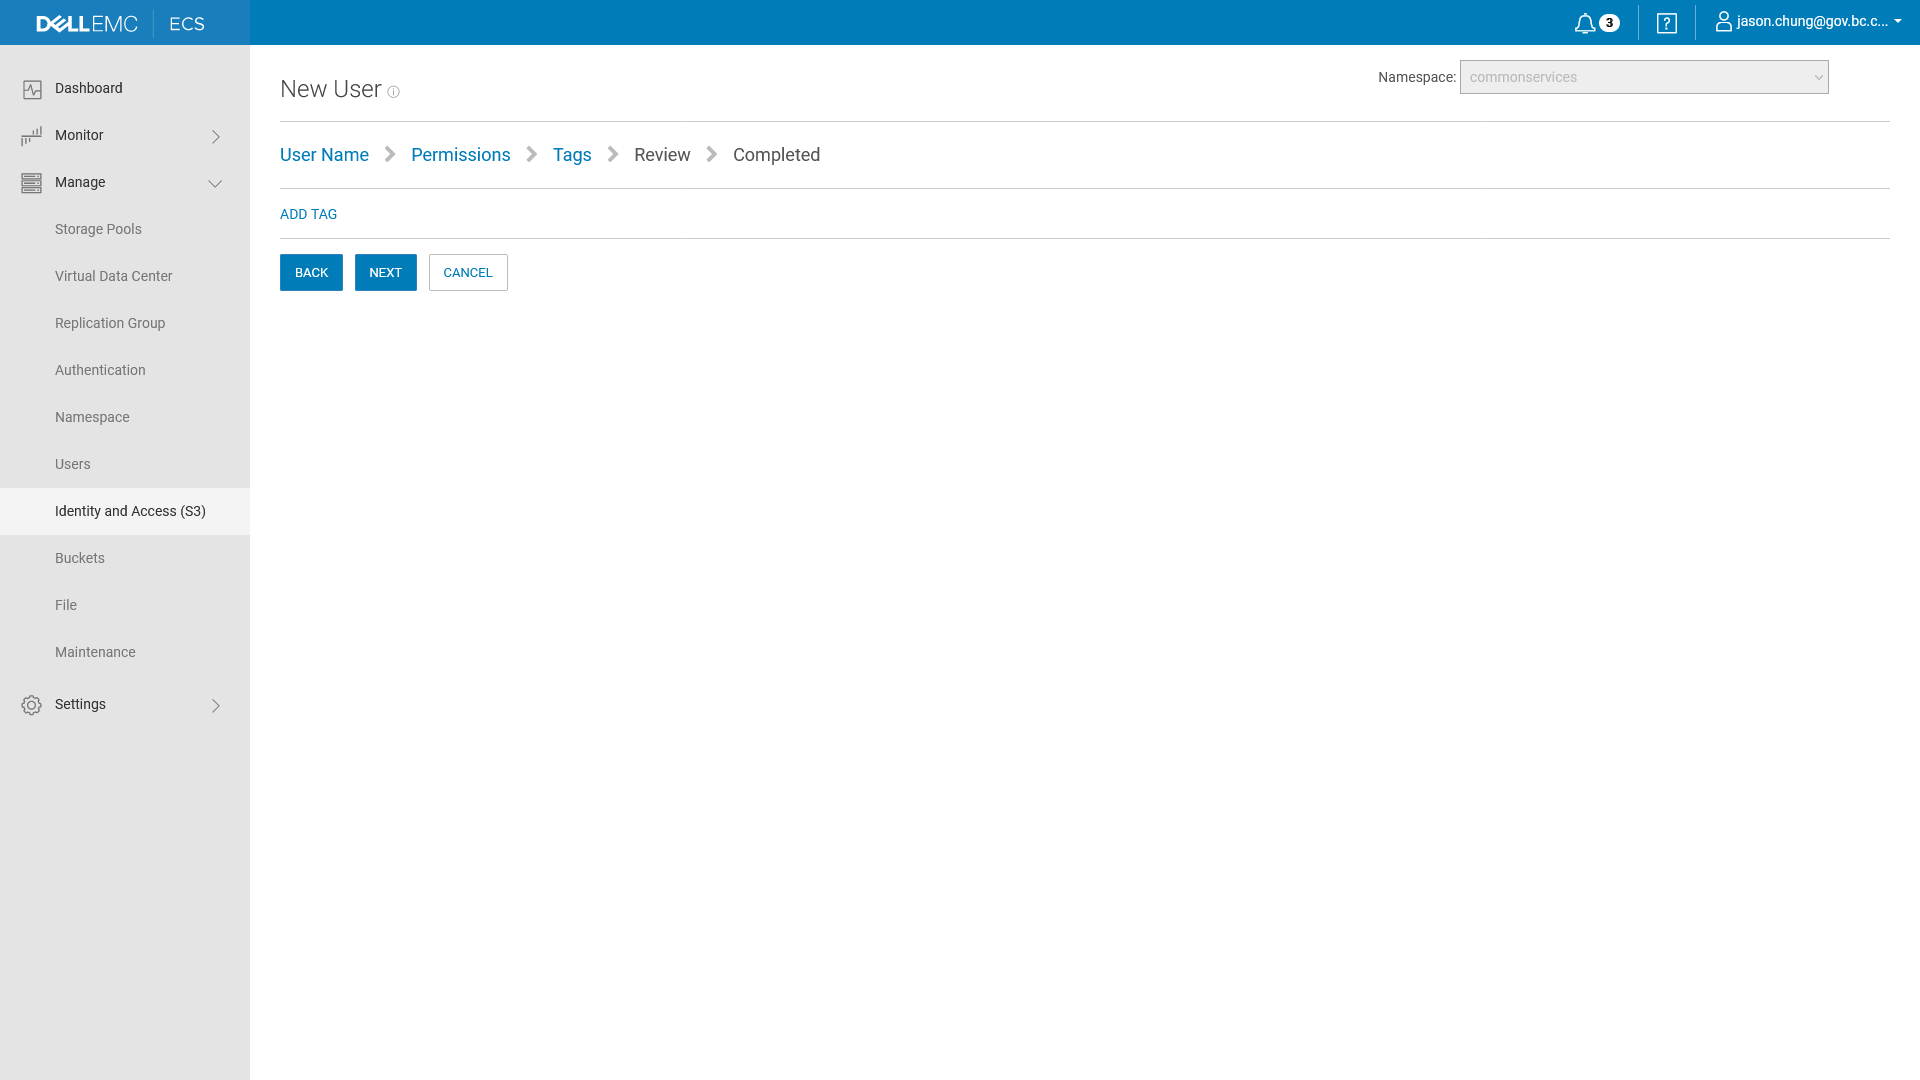 DELLEMC ECS
3
?
jason.chung@gov.bc.c...
Dashboard
Monitor
Manage
Storage Pools
Virtual Data Center
Replication Group
Authentication
Namespace
Users
Identity and Access (S3)
Buckets
File
Maintenance
Settings
New User
Namespace: commonservices
User Name Permissions Tags Review Completed
ADD TAG
BACK NEXT CANCEL